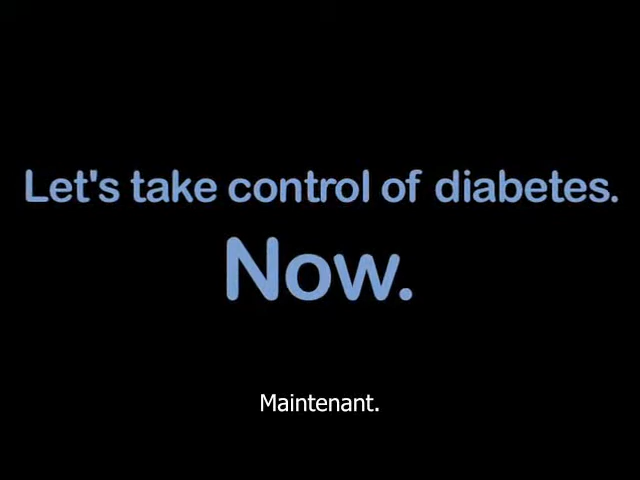 Let's take control of diabetes.
Now.
Maintenant.